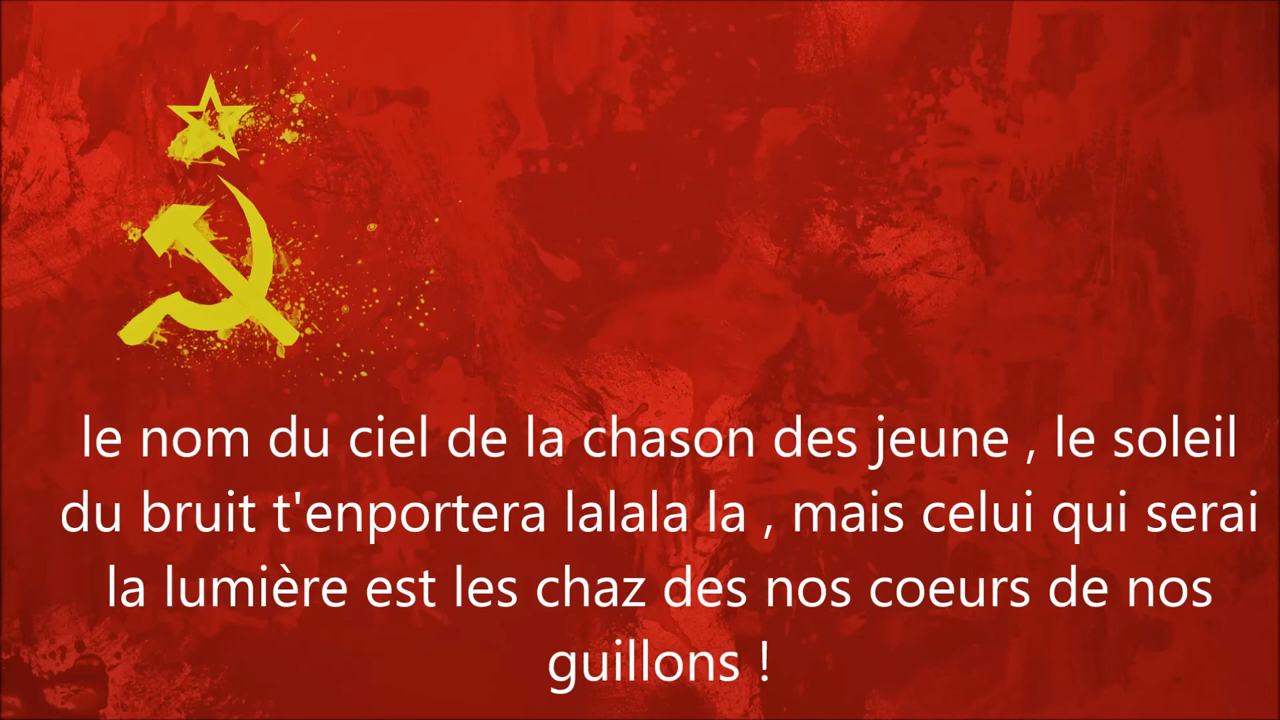 le nom du ciel de la chason des jeune , le soleil
du bruit t'enportera lalala la , mais celui qui serai
la lumière est les chaz des nos coeurs de nos
guillons !